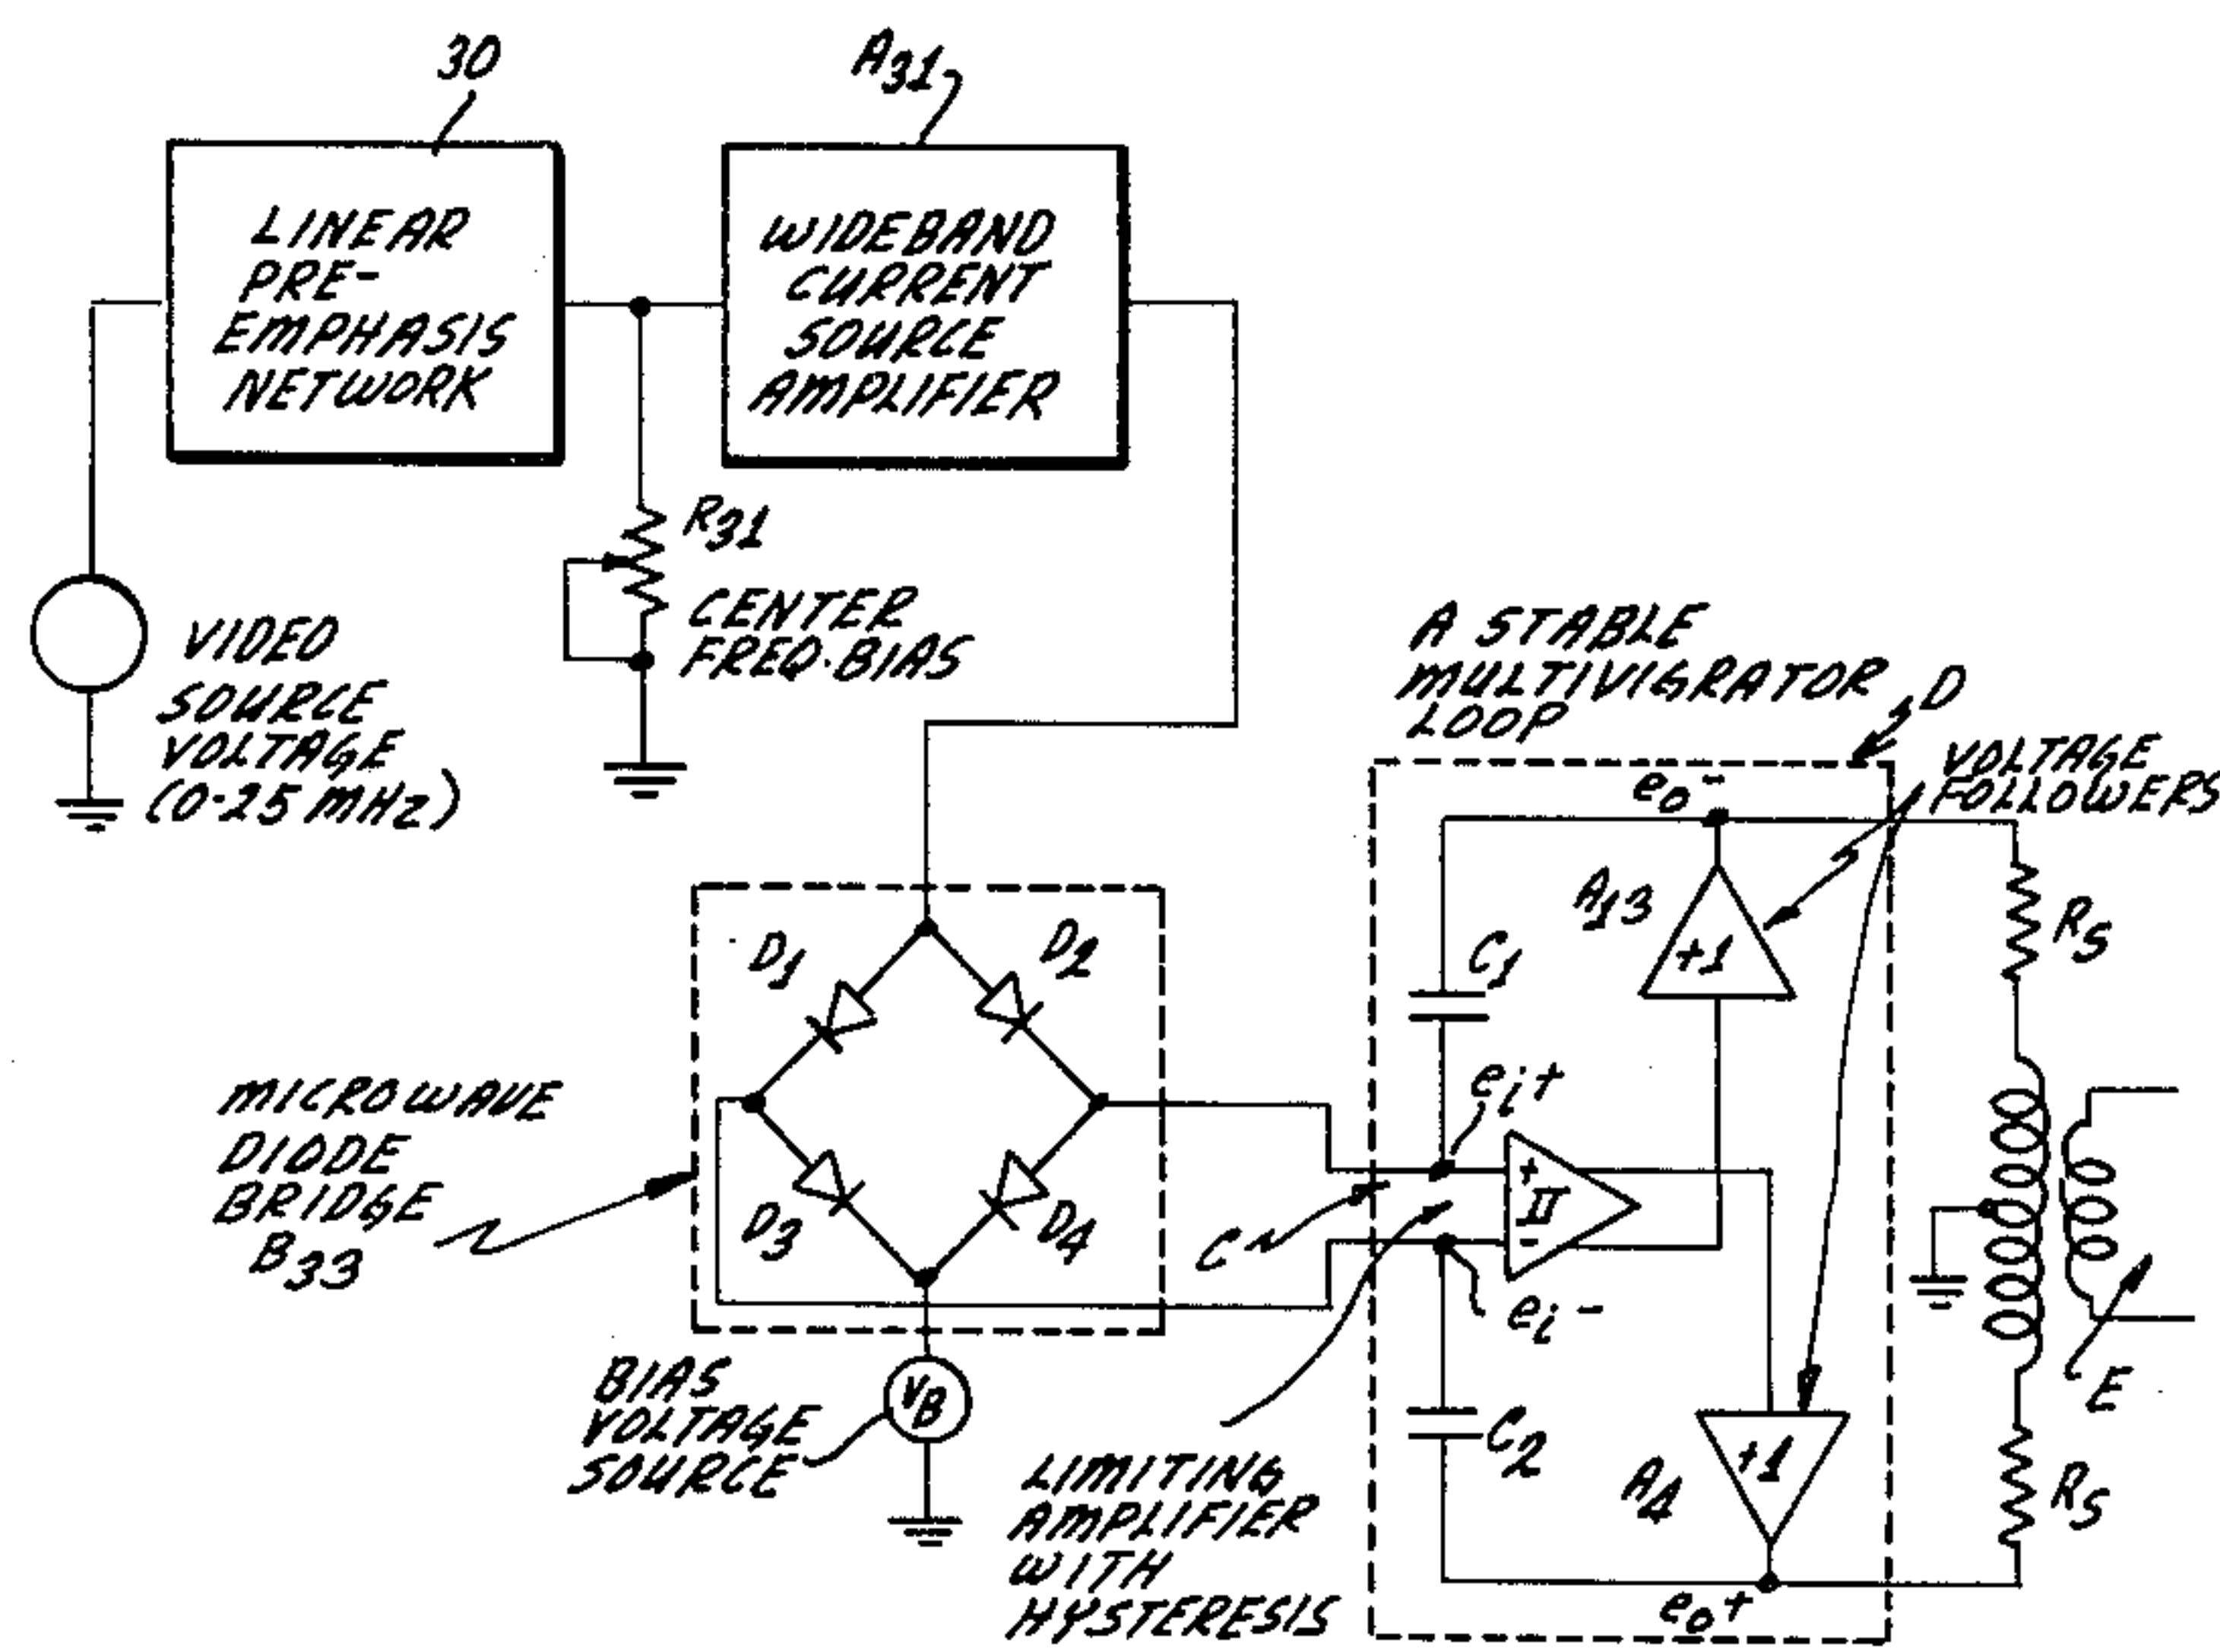 30
A31
LINEAR
PRE-
EMPHASIS
NETWORK
WIDEBAND
CURRENT
SOURCE
AMPLIFIER
R31
CENTER
FREQ. BIAS
VIDEO
SOURCE
VOLTAGE
(0-25 MHz)
A STABLE
MULTIVIGRATOR
LOOP
D
VOLTAGE
FOLLOWERS
eo-
A13
+1
R5
C1
D1
D2
D3
D4
MICROWAVE
DIODE
BRIDGE
B33
ei+
+
II
-
C
ei-
E
BIAS
VOLTAGE
SOURCE
VB
LIMITING
AMPLIFIER
WITH
HYSTERESIS
C2
A4
+1
R5
eo+